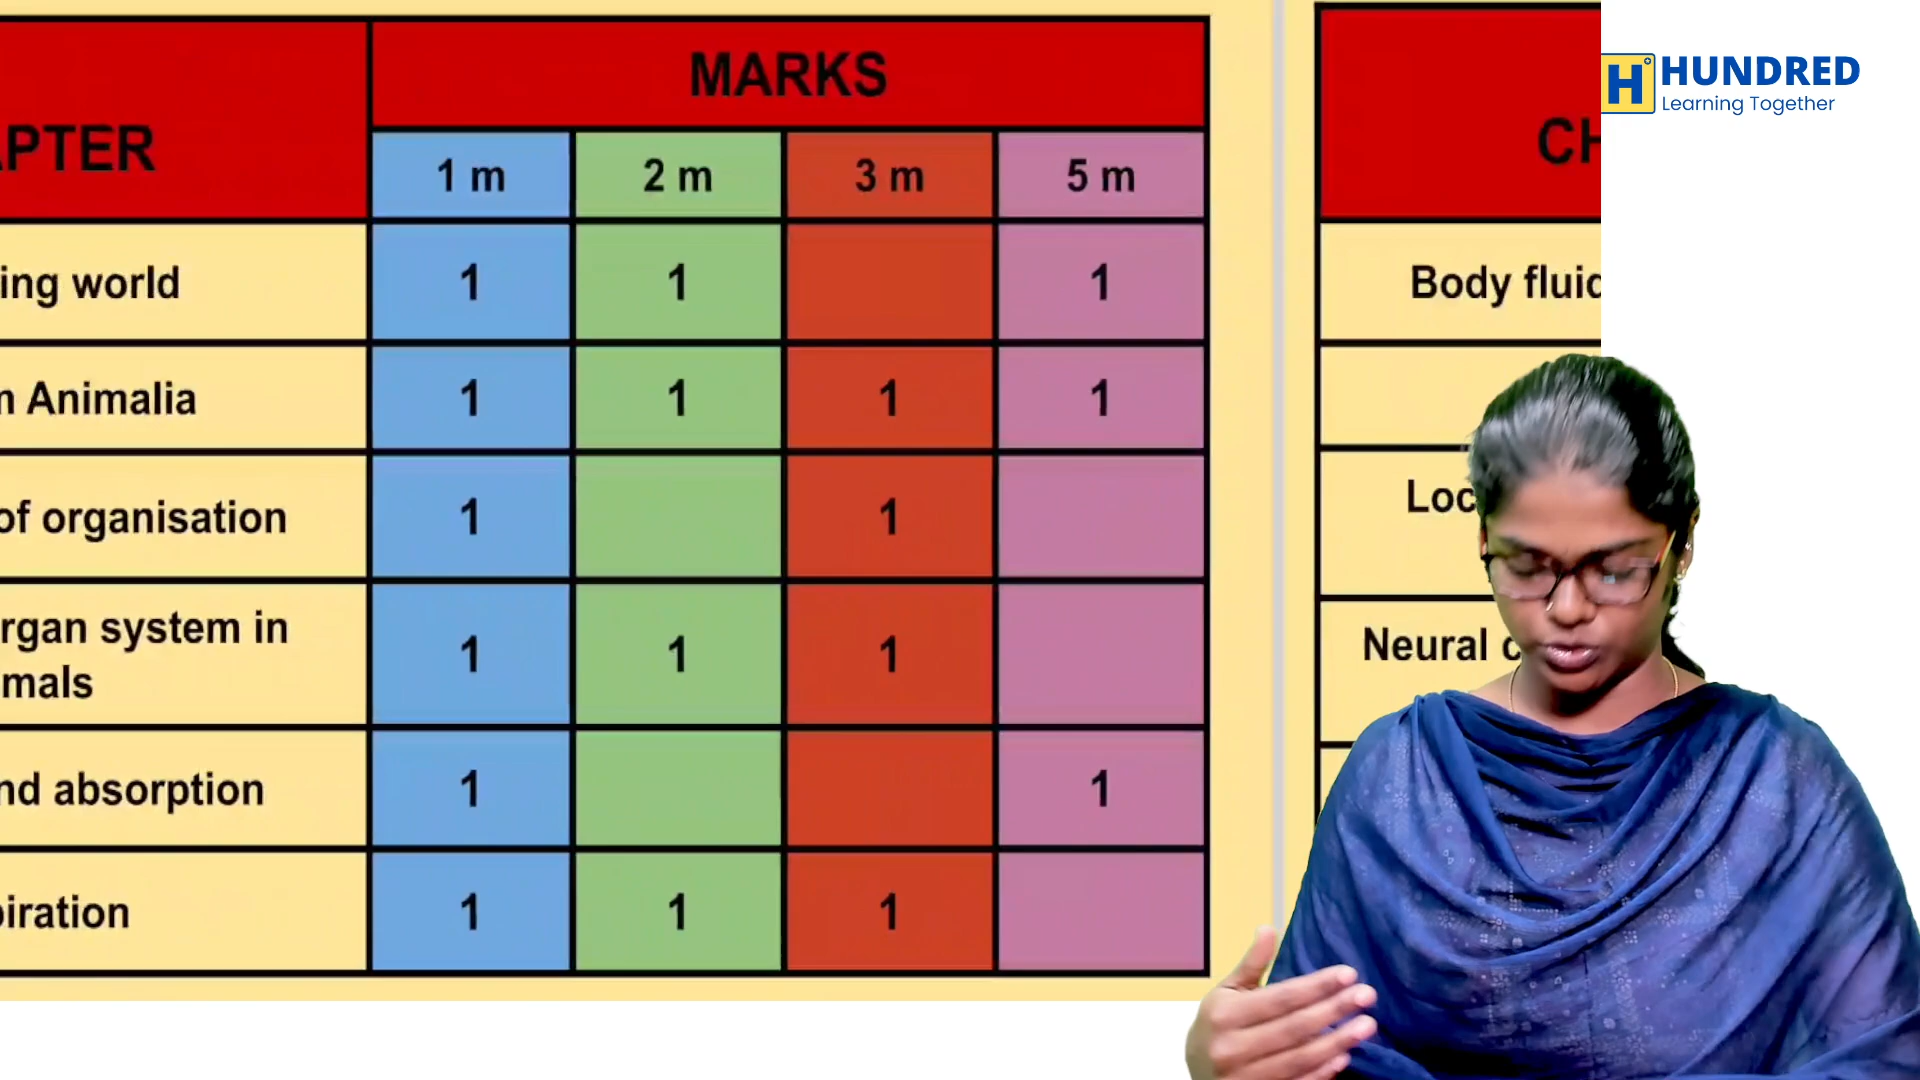 APTER
MARKS
1 m 2 m 3 m 5 m
ing world 1 1 1
m Animalia 1 1 1 1
of organisation 1 1
rgan system in
mals 1 1 1
nd absorption 1 1
piration 1 1 1
CH
Body fluid
Loc
Neural c
H HUNDRED
Learning Together